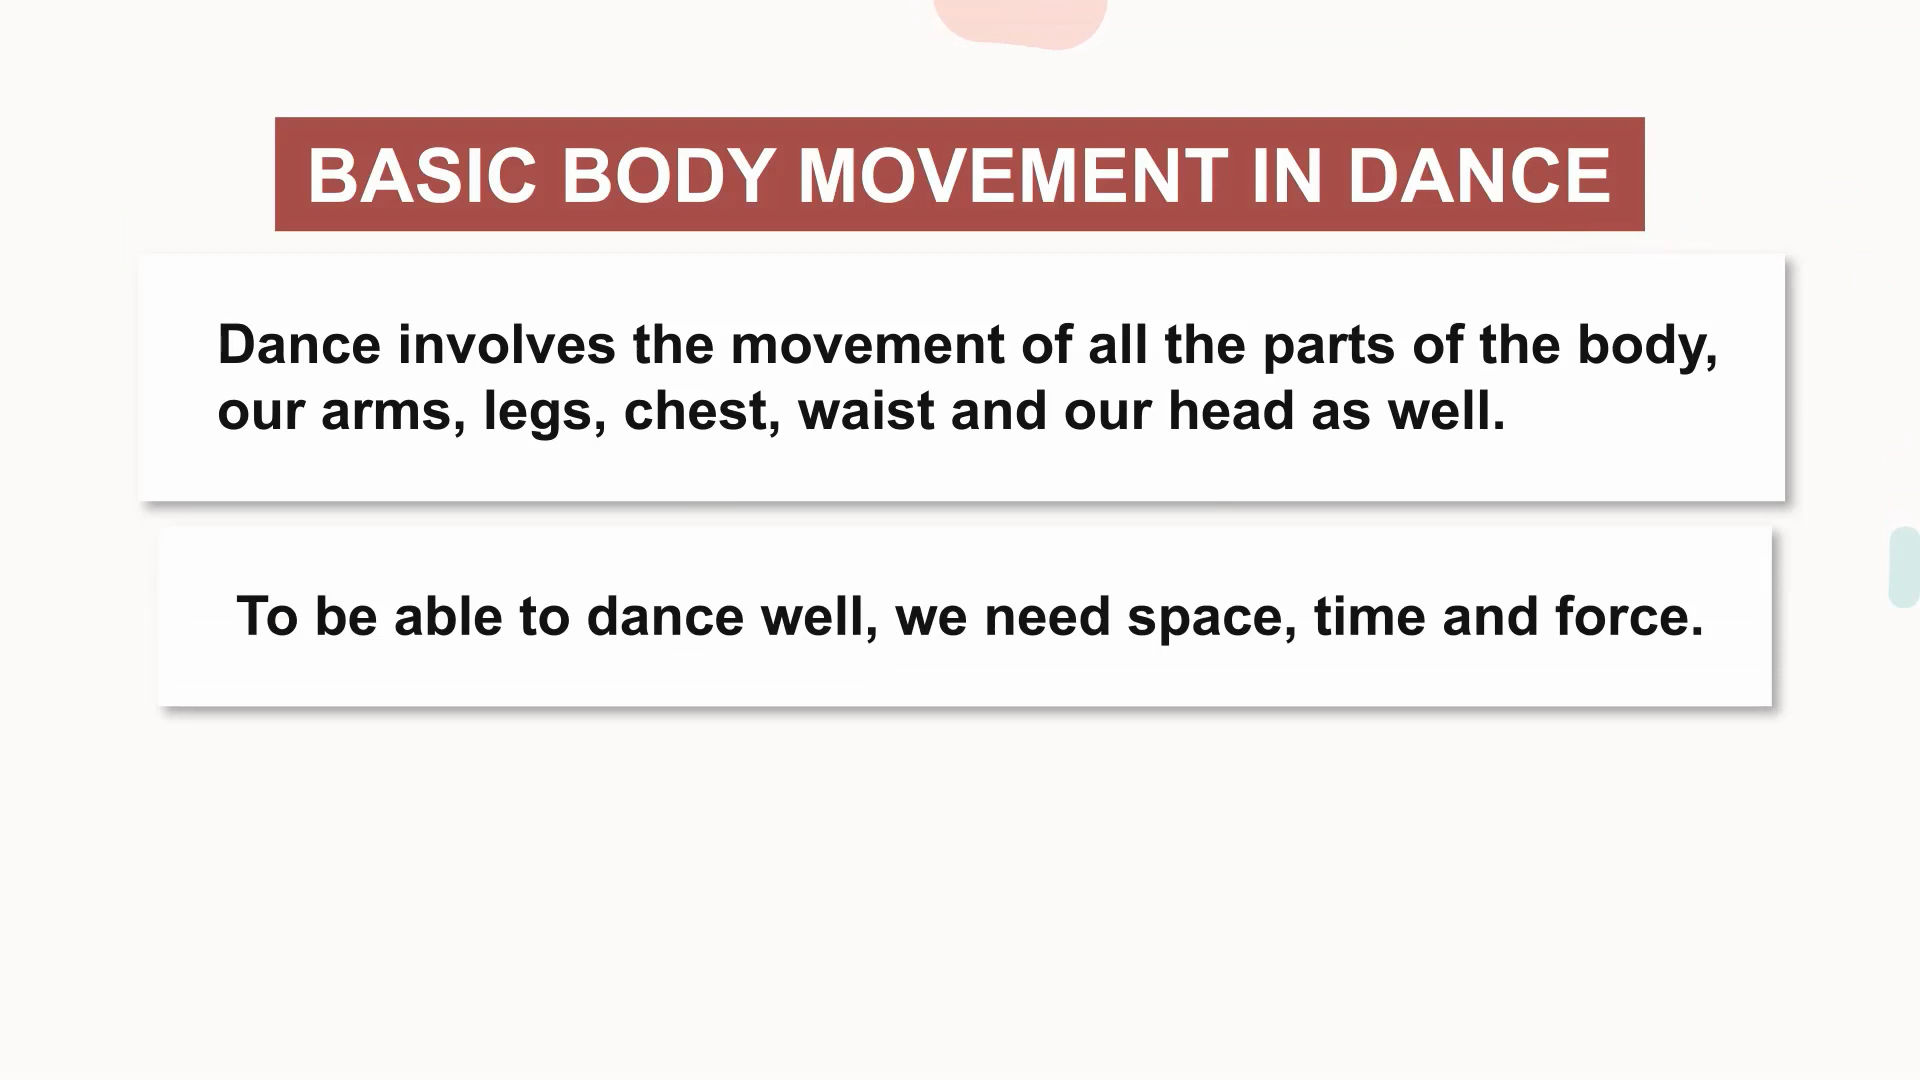 BASIC BODY MOVEMENT IN DANCE
Dance involves the movement of all the parts of the body,
our arms, legs, chest, waist and our head as well.
To be able to dance well, we need space, time and force.